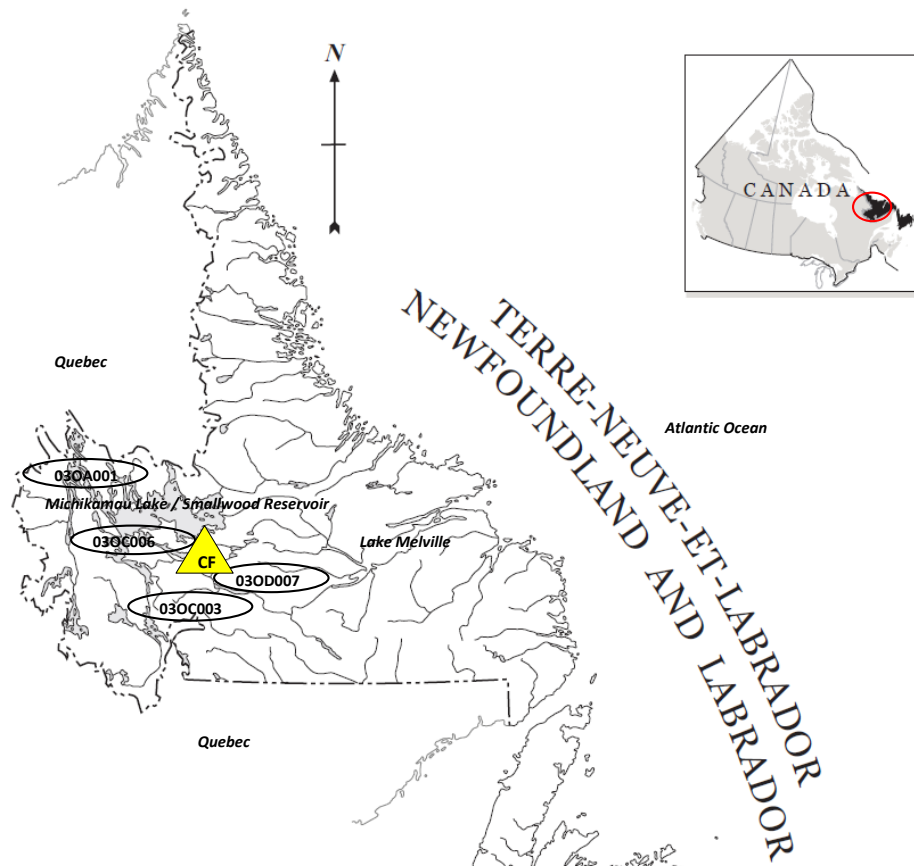 N
CANADA
TERRE-NEUVE-ET-LABRADOR
NEWFOUNDLAND AND LABRADOR
Quebec
Atlantic Ocean
03OA001
Michikamau Lake / Smallwood Reservoir
03OC006
Lake Melville
CF
03OD007
03OC003
Quebec